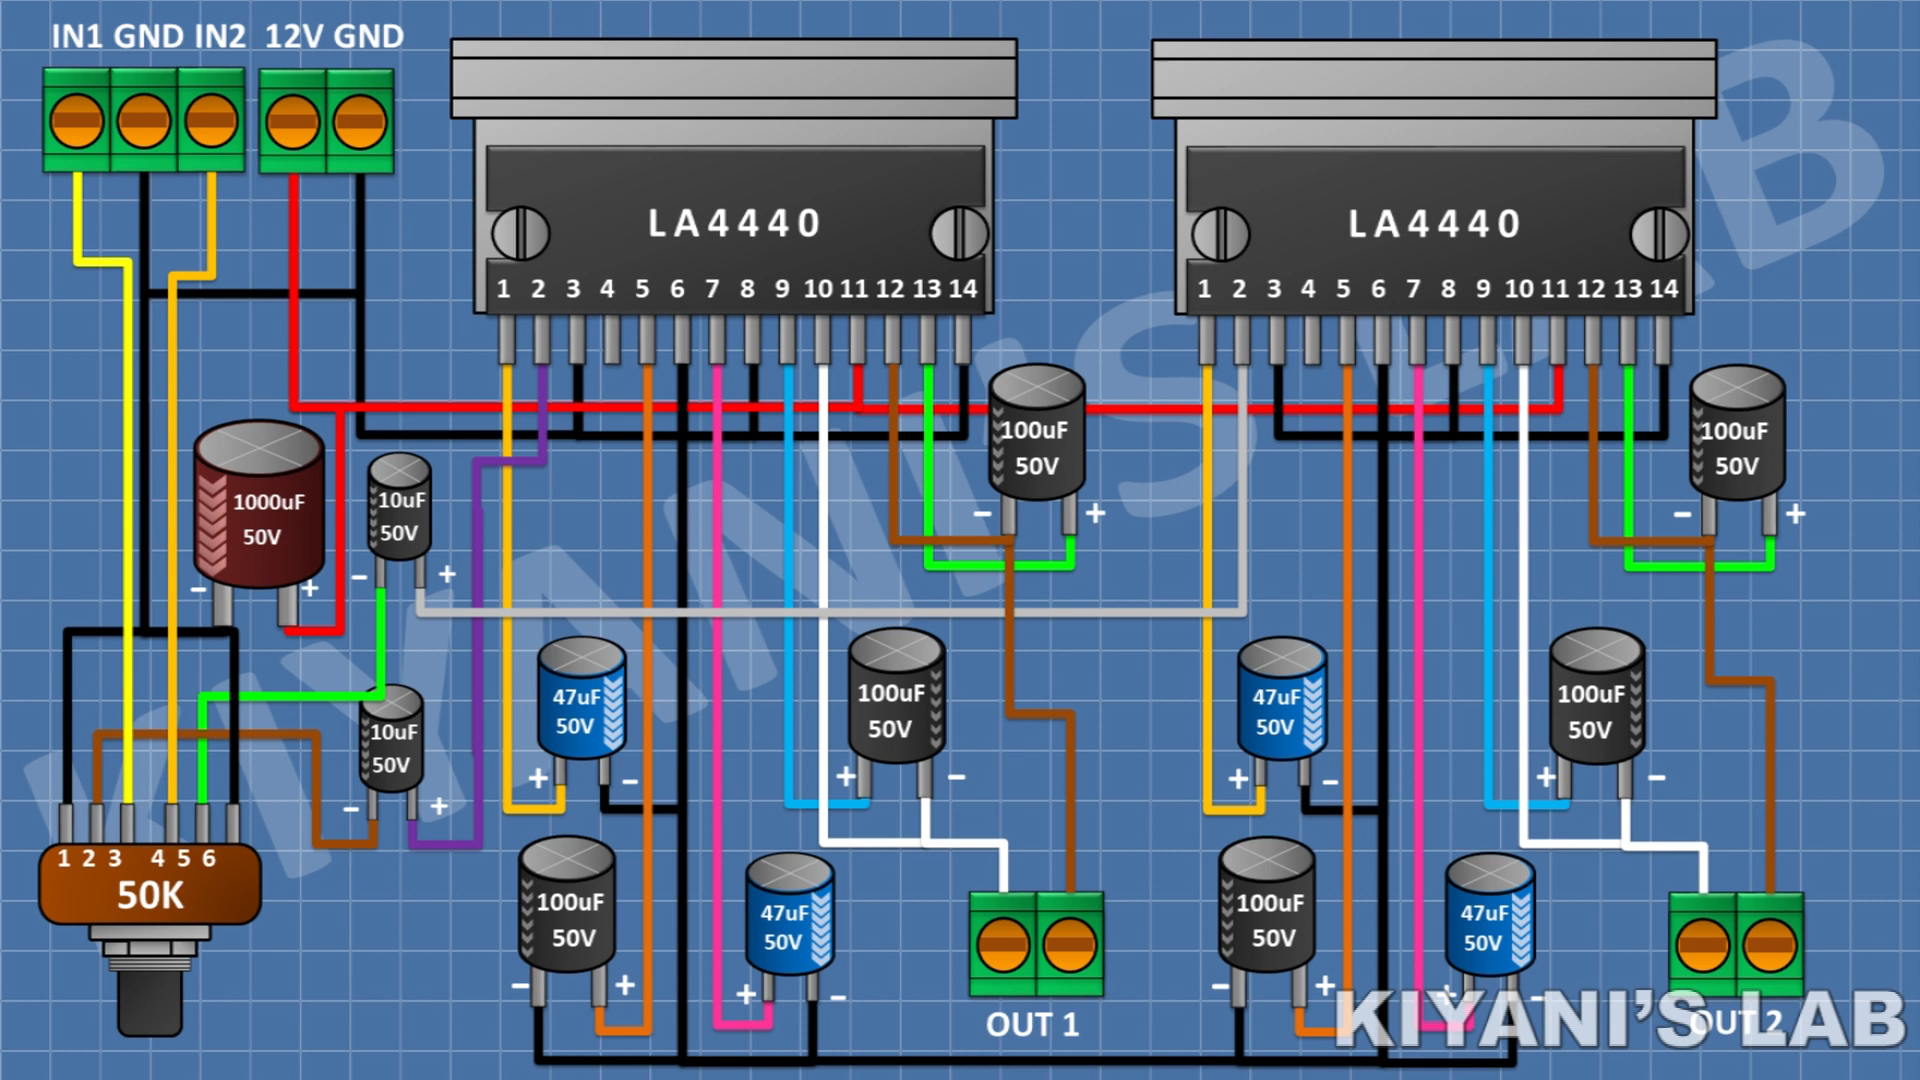 IN1 GND IN2 12V GND
LA4440
1 2 3 4 5 6 7 8 9 10 11 12 13 14
LA4440
1 2 3 4 5 6 7 8 9 10 11 12 13 14
100uF
50V
- +
100uF
50V
- +
1000uF
50V
- +
10uF
50V
- +
47uF
50V
+ -
100uF
50V
+ -
47uF
50V
+ -
100uF
50V
+ -
10uF
50V
- +
1 2 3 4 5 6
50K
100uF
50V
- +
47uF
50V
+ -
OUT 1
100uF
50V
- +
47uF
50V
+ -
OUT 2
KIYANI'S LAB
KIYANI'S LAB